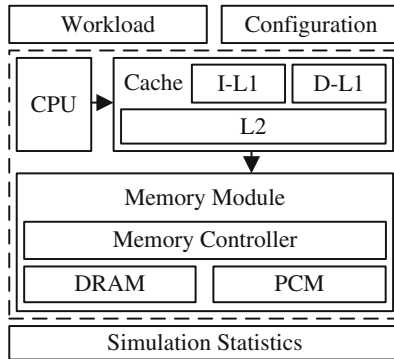 Workload Configuration
CPU
Cache I-L1 D-L1
L2
Memory Module
Memory Controller
DRAM PCM
Simulation Statistics